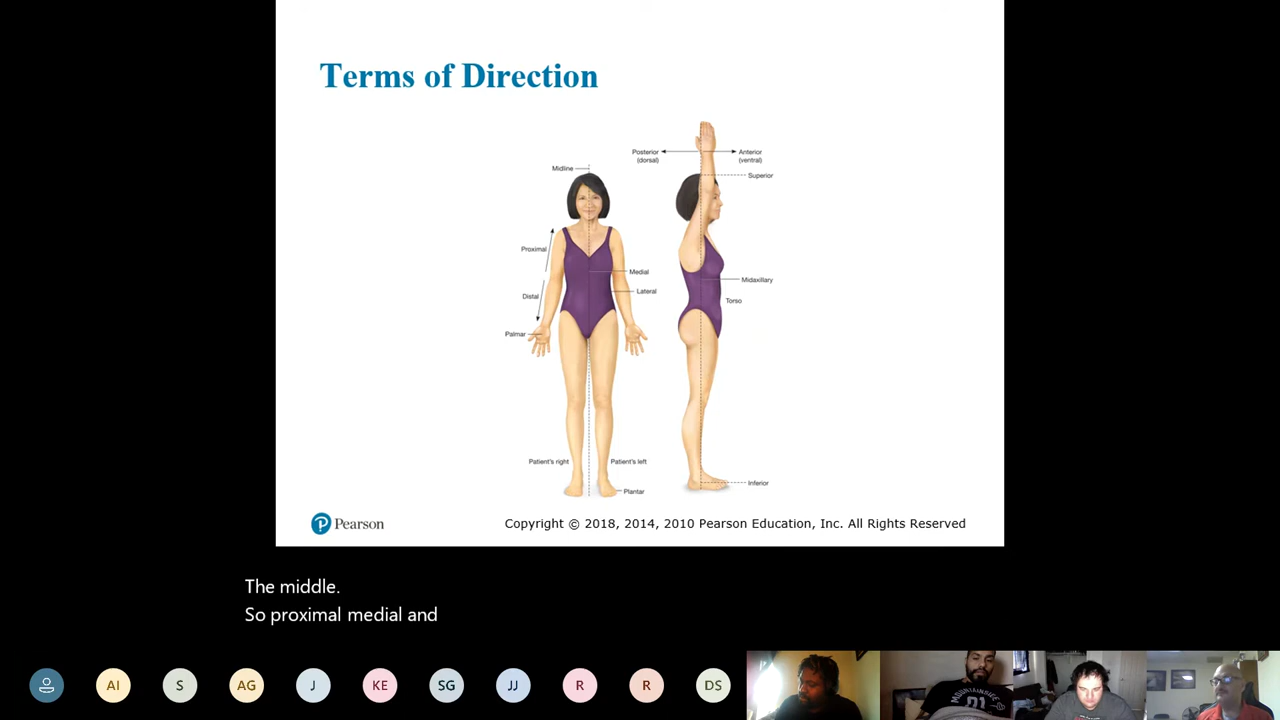 Terms of Direction
Posterior
(dorsal)
Anterior
(ventral)
Midline
Superior
Proximal
Medial
Midaxillary
Lateral
Distal
Torso
Palmar
Patient's right
Patient's left
Inferior
Plantar
Pearson
Copyright © 2018, 2014, 2010 Pearson Education, Inc. All Rights Reserved
The middle.
So proximal medial and
AI
S
AG
J
KE
SG
JJ
R
R
DS